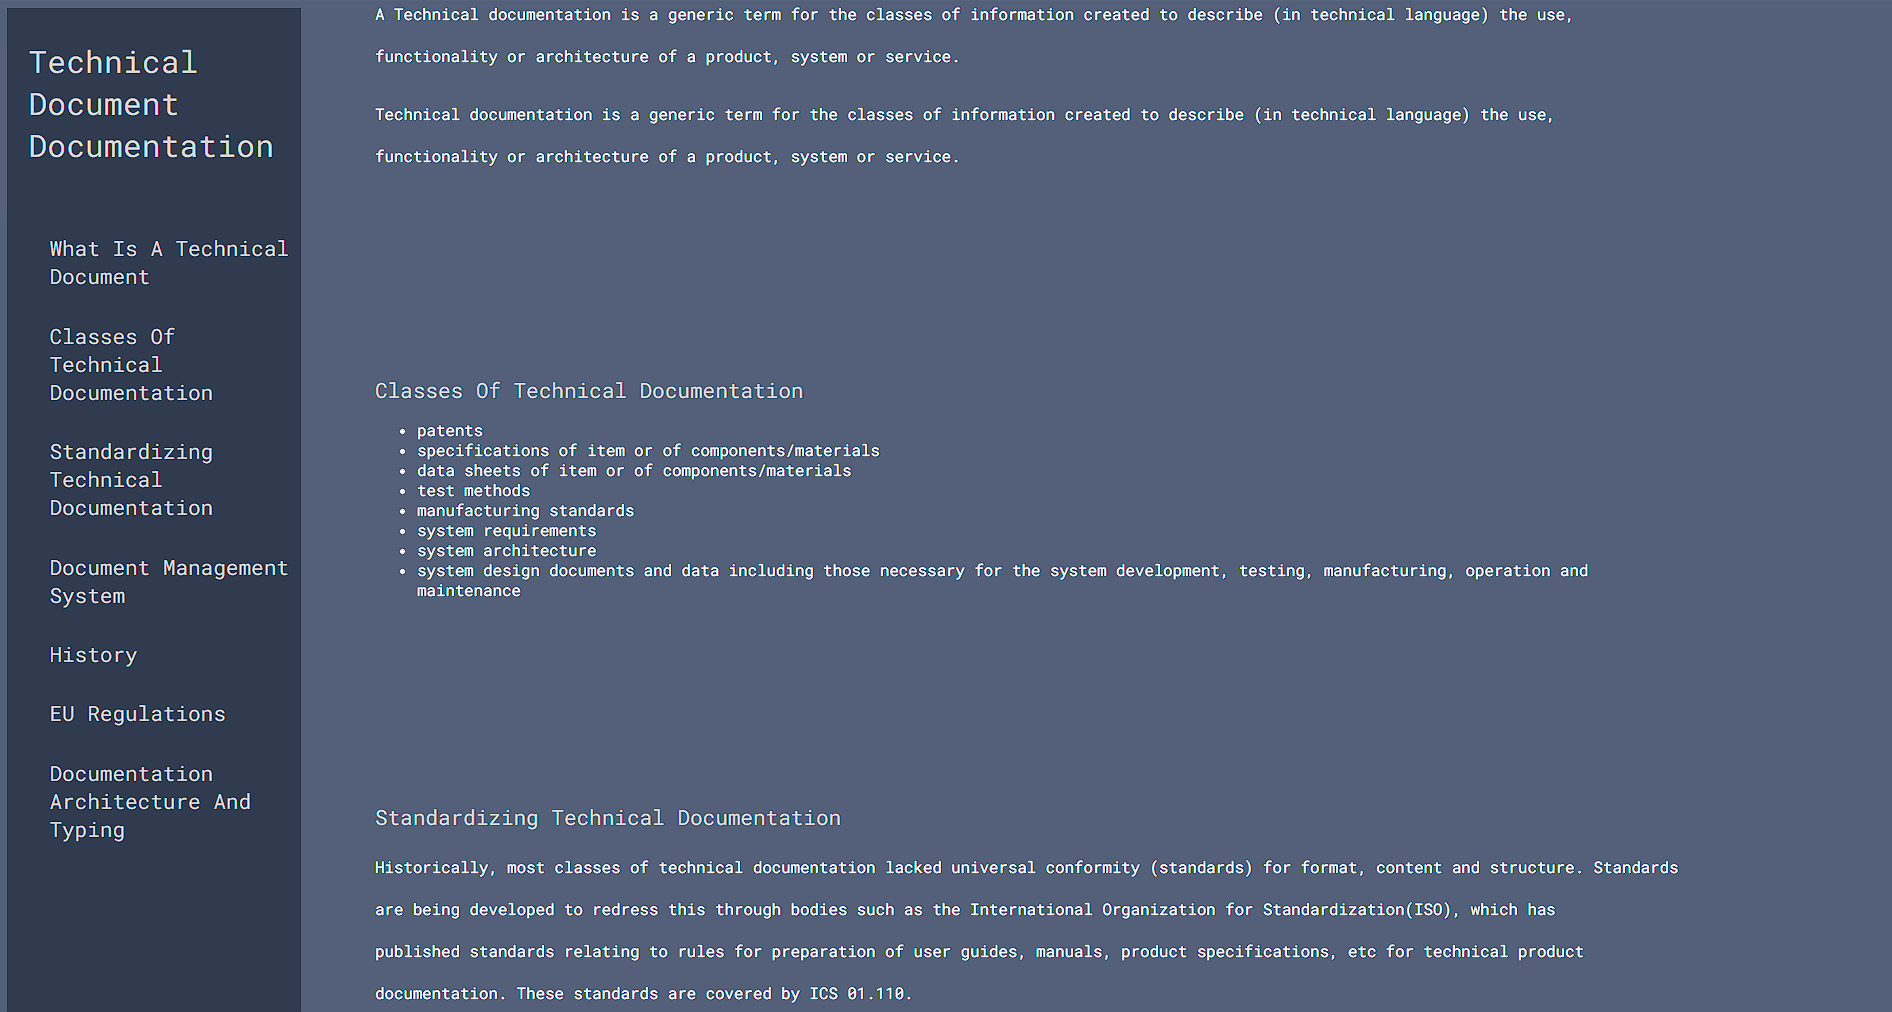 Technical
Document
Documentation
What Is A Technical
Document
Classes Of
Technical
Documentation
Standardizing
Technical
Documentation
Document Management
System
History
EU Regulations
Documentation
Architecture And
Typing
A Technical documentation is a generic term for the classes of information created to describe (in technical language) the use,
functionality or architecture of a product, system or service.
Technical documentation is a generic term for the classes of information created to describe (in technical language) the use,
functionality or architecture of a product, system or service.
Classes Of Technical Documentation
• patents
• specifications of item or of components/materials
• data sheets of item or of components/materials
• test methods
• manufacturing standards
• system requirements
• system architecture
• system design documents and data including those necessary for the system development, testing, manufacturing, operation and
maintenance
Standardizing Technical Documentation
Historically, most classes of technical documentation lacked universal conformity (standards) for format, content and structure. Standards
are being developed to redress this through bodies such as the International Organization for Standardization(ISO), which has
published standards relating to rules for preparation of user guides, manuals, product specifications, etc for technical product
documentation. These standards are covered by ICS 01.110.